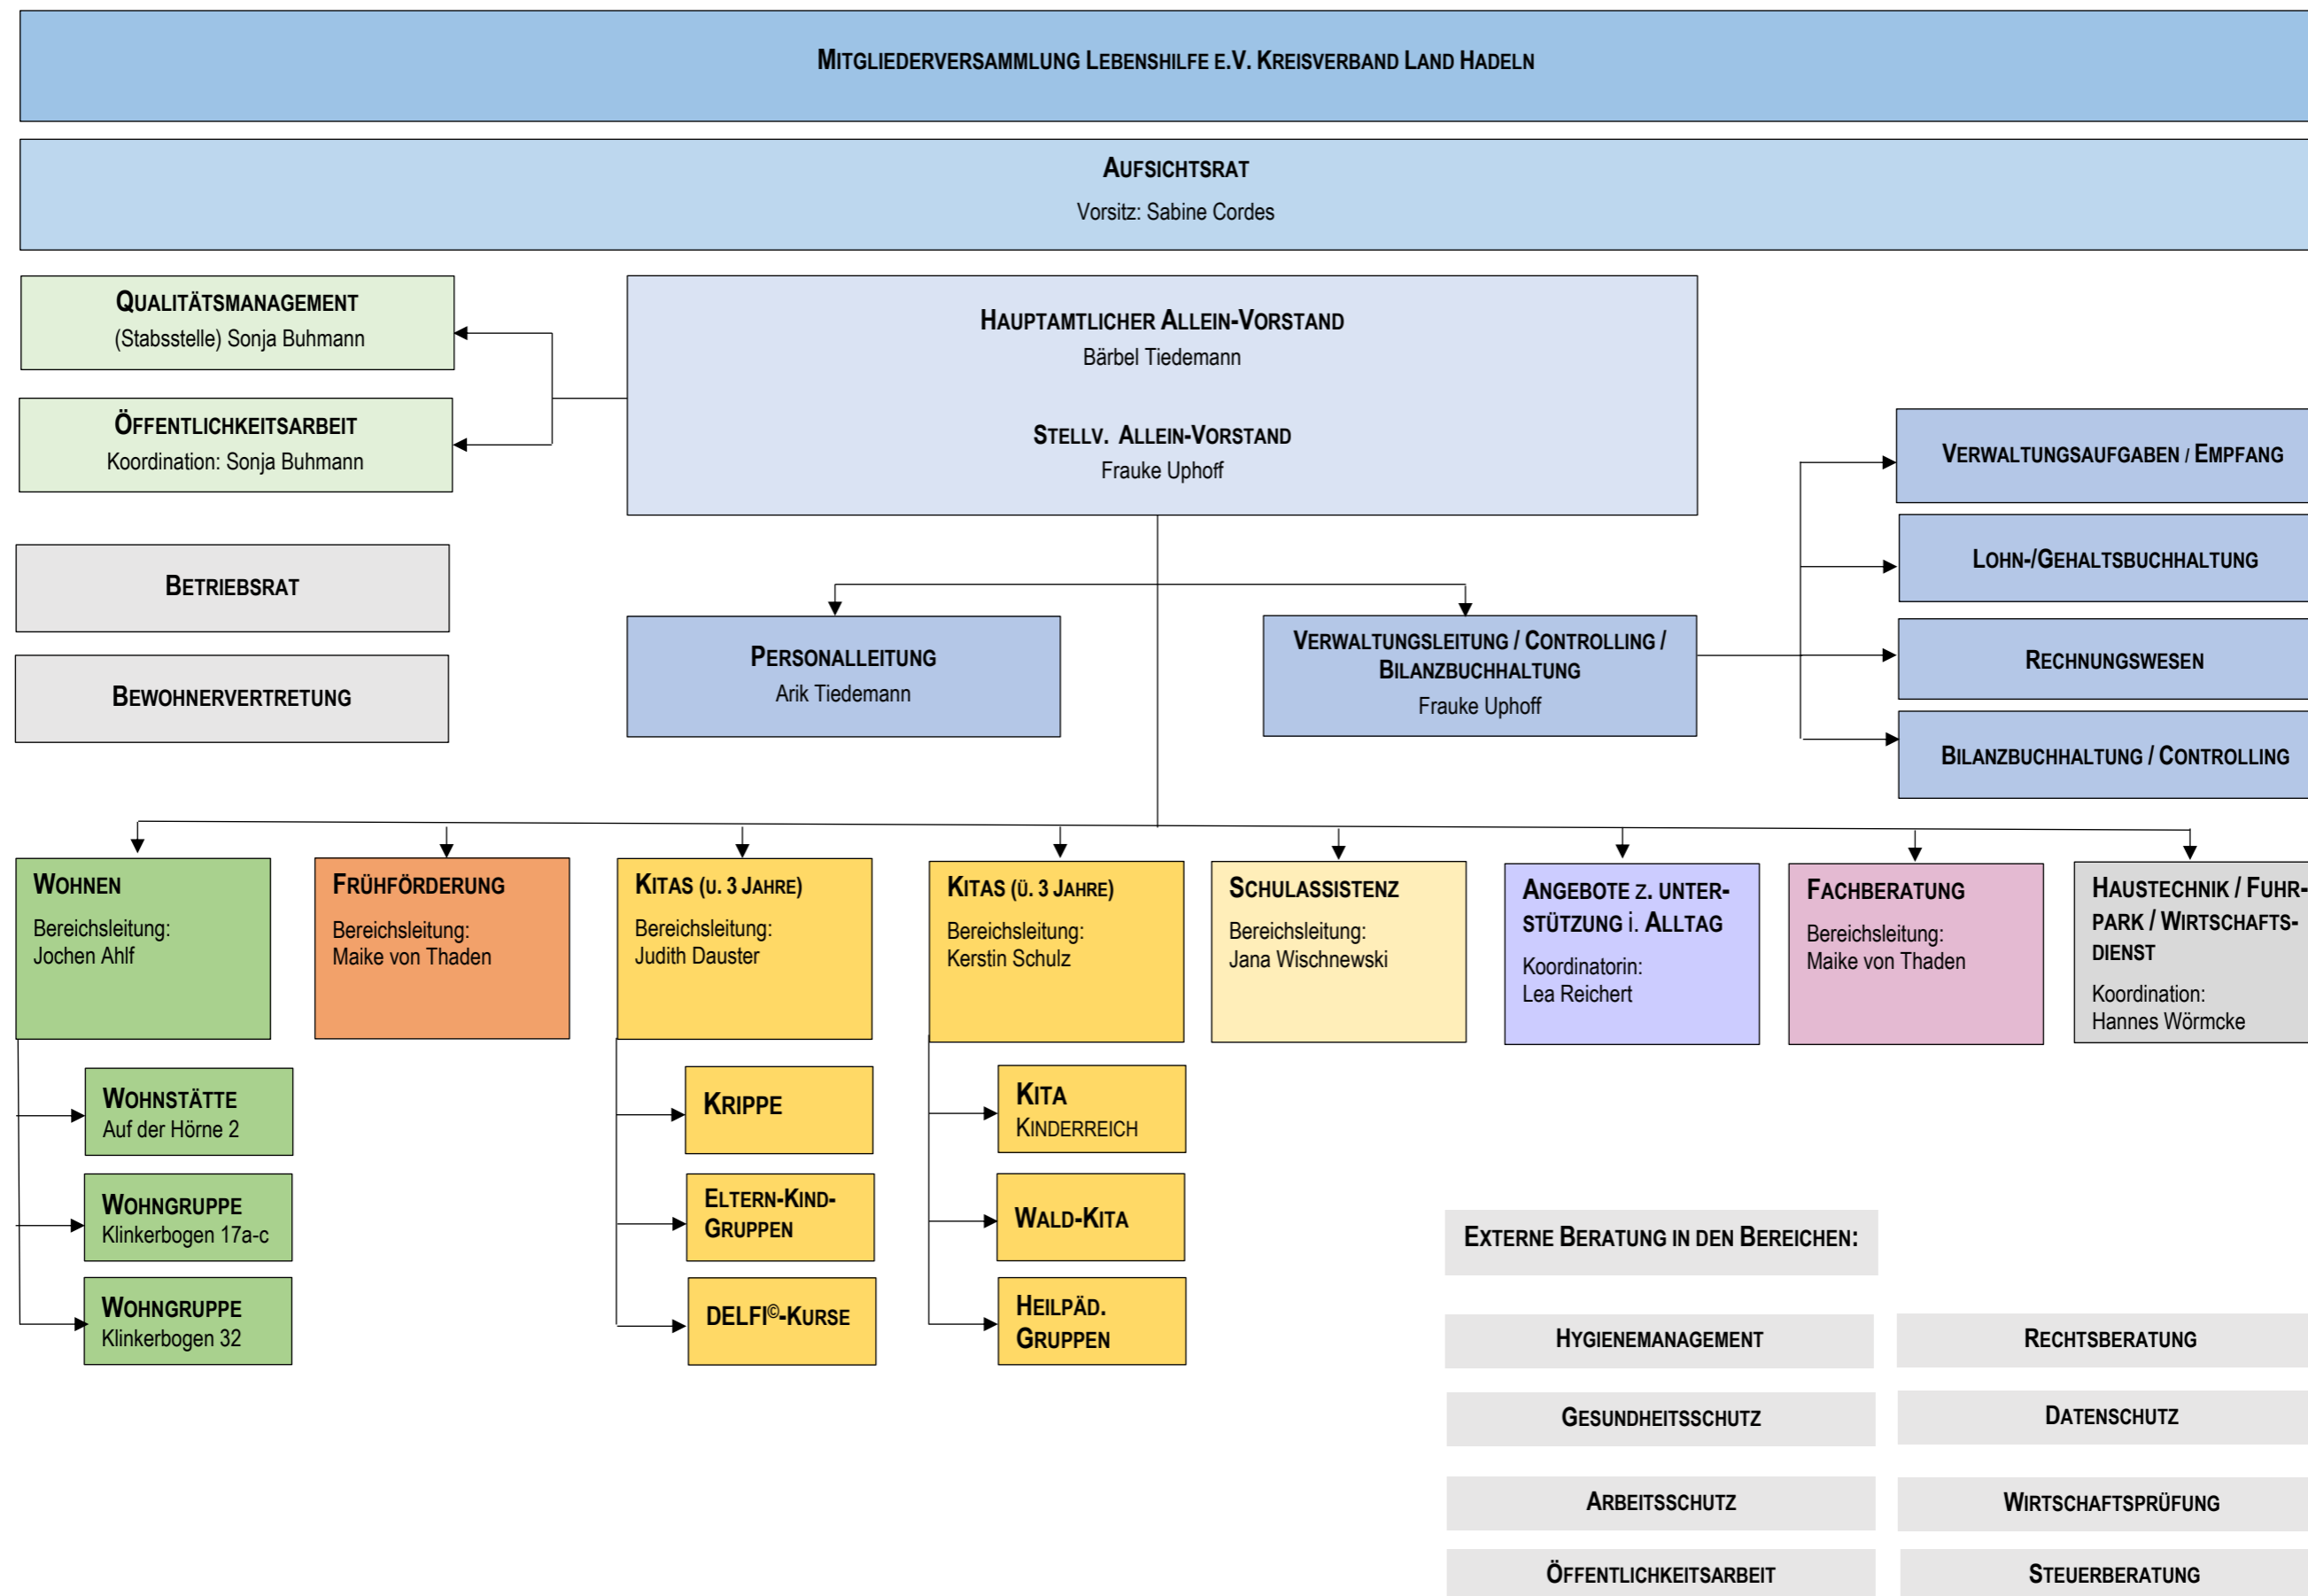 MITGLIEDERVERSAMMLUNG LEBENSHILFE E.V. KREISVERBAND LAND HADELN
AUFSICHTSRAT
Vorsitz: Sabine Cordes
QUALITÄTSMANAGEMENT
(Stabsstelle) Sonja Buhmann
ÖFFENTLICHKEITSARBEIT
Koordination: Sonja Buhmann
HAUPTAMTLICHER ALLEIN-VORSTAND
Bärbel Tiedemann
STELLV. ALLEIN-VORSTAND
Frauke Uphoff
VERWALTUNGSAUFGABEN / EMPFANG
LOHN-/GEHALTSBUCHHALTUNG
RECHNUNGSWESEN
BILANZBUCHHALTUNG / CONTROLLING
BETRIEBSRAT
BEWOHNERVERTRETUNG
PERSONALLEITUNG
Arik Tiedemann
VERWALTUNGSLEITUNG / CONTROLLING /
BILANZBUCHHALTUNG
Frauke Uphoff
WOHNEN
Bereichsleitung:
Jochen Ahlf
FRÜHFÖRDERUNG
Bereichsleitung:
Maike von Thaden
KITAS (U. 3 JAHRE)
Bereichsleitung:
Judith Dauster
KITAS (Ü. 3 JAHRE)
Bereichsleitung:
Kerstin Schulz
SCHULASSISTENZ
Bereichsleitung:
Jana Wischnewski
ANGEBOTE Z. UNTER-
STÜTZUNG i. ALLTAG
Koordinatorin:
Lea Reichert
FACHBERATUNG
Bereichsleitung:
Maike von Thaden
HAUSTECHNIK / FUHR-
PARK / WIRTSCHAFTS-
DIENST
Koordination:
Hannes Wörmcke
WOHNSTÄTTE
Auf der Hörne 2
WOHNGRUPPE
Klinkerbogen 17a-c
WOHNGRUPPE
Klinkerbogen 32
KRIPPE
ELTERN-KIND-
GRUPPEN
DELFI©-KURSE
KITA
KINDERREICH
WALD-KITA
HEILPÄD.
GRUPPEN
EXTERNE BERATUNG IN DEN BEREICHEN:
HYGIENEMANAGEMENT
RECHTSBERATUNG
GESUNDHEITSSCHUTZ
DATENSCHUTZ
ARBEITSSCHUTZ
WIRTSCHAFTSPRÜFUNG
ÖFFENTLICHKEITSARBEIT
STEUERBERATUNG